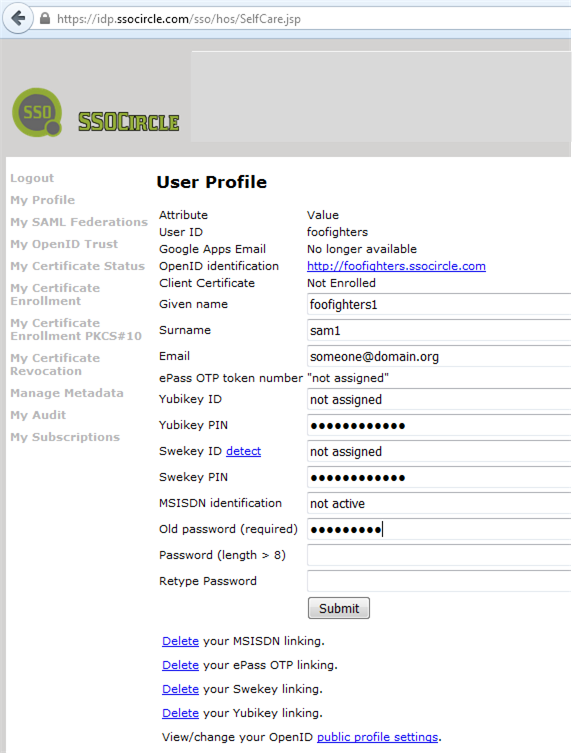 https://idp.ssocircle.com/sso/hos/SelfCare.jsp
SSO
SSOCIRCLE
Logout
My Profile
My SAML Federations
My OpenID Trust
My Certificate Status
My Certificate
Enrollment
My Certificate
Enrollment PKCS#10
My Certificate
Revocation
Manage Metadata
My Audit
My Subscriptions
User Profile
Attribute Value
User ID foofighters
Google Apps Email No longer available
OpenID identification http://foofighters.ssocircle.com
Client Certificate Not Enrolled
Given name foofighters1
Surname sam1
Email someone@domain.org
ePass OTP token number "not assigned"
Yubikey ID not assigned
Yubikey PIN ●●●●●●●●●●●●
Swekey ID detect not assigned
Swekey PIN ●●●●●●●●●●●●
MSISDN identification not active
Old password (required) ●●●●●●●●●
Password (length > 8)
Retype Password
Submit
Delete your MSISDN linking.
Delete your ePass OTP linking.
Delete your Swekey linking.
Delete your Yubikey linking.
View/change your OpenID public profile settings.